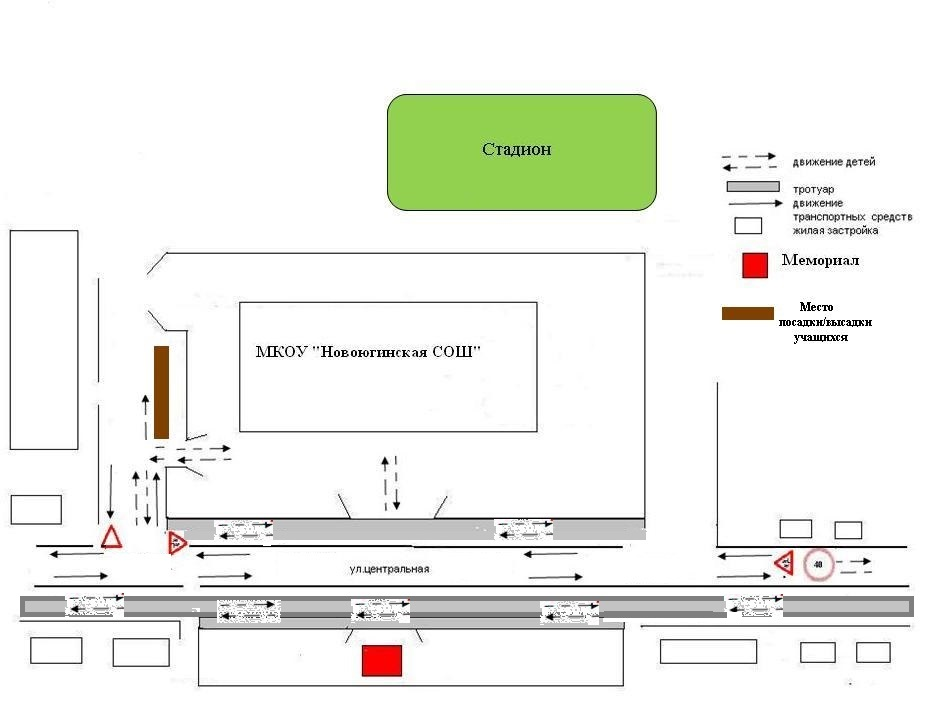 Стадион
движение детей
тротуар
движение
транспортных средств
жилая застройка
Мемориал
Место
посадки/высадки
учащихся
МКОУ "Новоюгинская СОШ"
ул.центральная
40